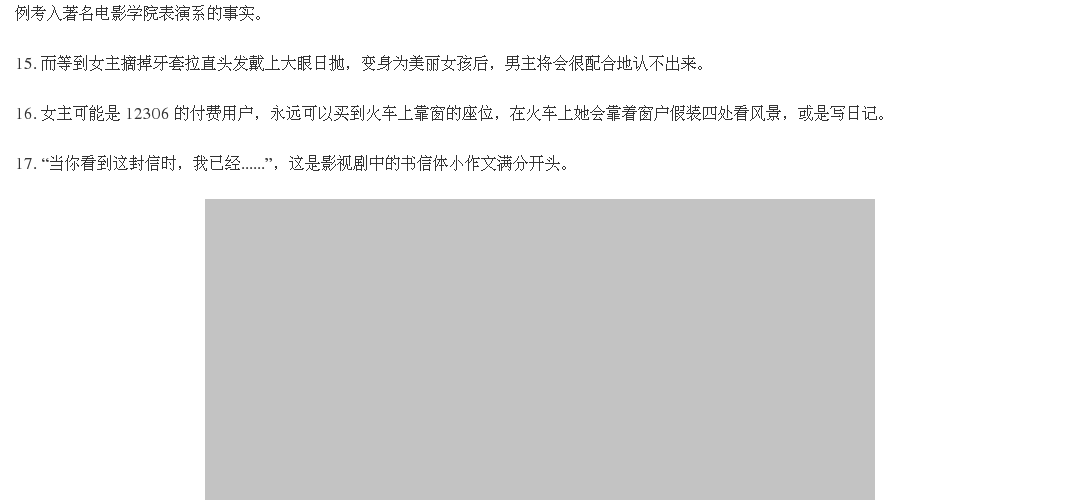 例考入著名电影学院表演系的事实。
15. 而等到女主摘掉牙套拉直头发戴上大眼日抛，变身为美丽女孩后，男主将会很配合地认不出来。
16. 女主可能是 12306 的付费用户，永远可以买到火车上靠窗的座位，在火车上她会靠着窗户假装四处看风景，或是写日记。
17. “当你看到这封信时，我已经......”，这是影视剧中的书信体小作文满分开头。